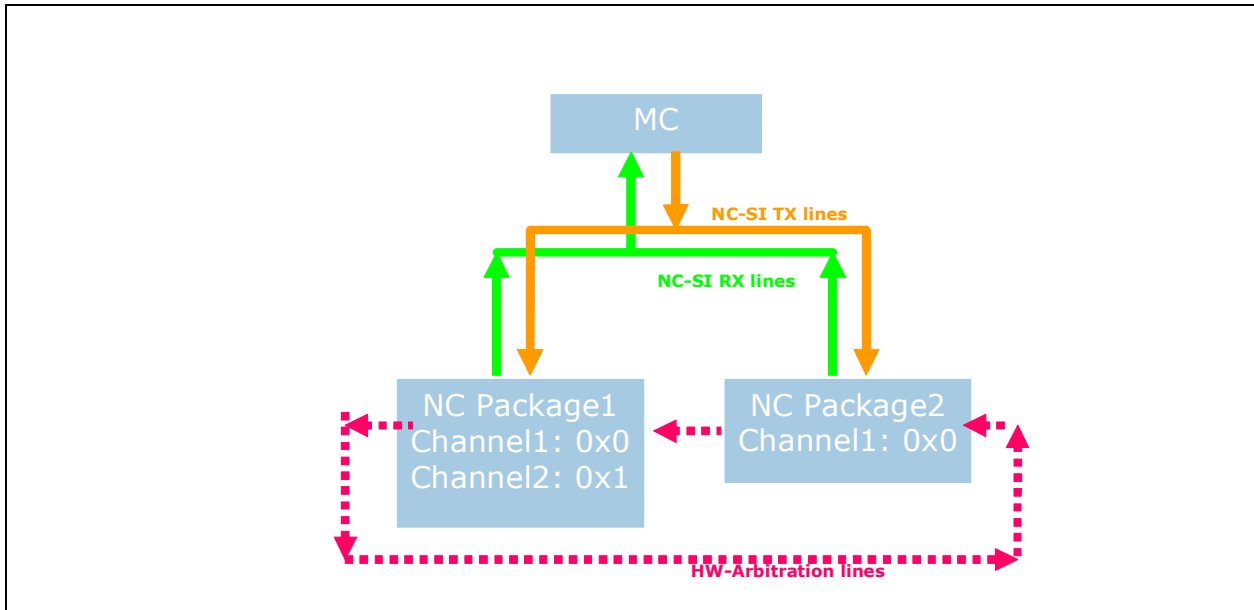 MC
NC-SI TX lines
NC-SI RX lines
NC Package1
Channel1: 0x0
Channel2: 0x1
NC Package2
Channel1: 0x0
HW-Arbitration lines